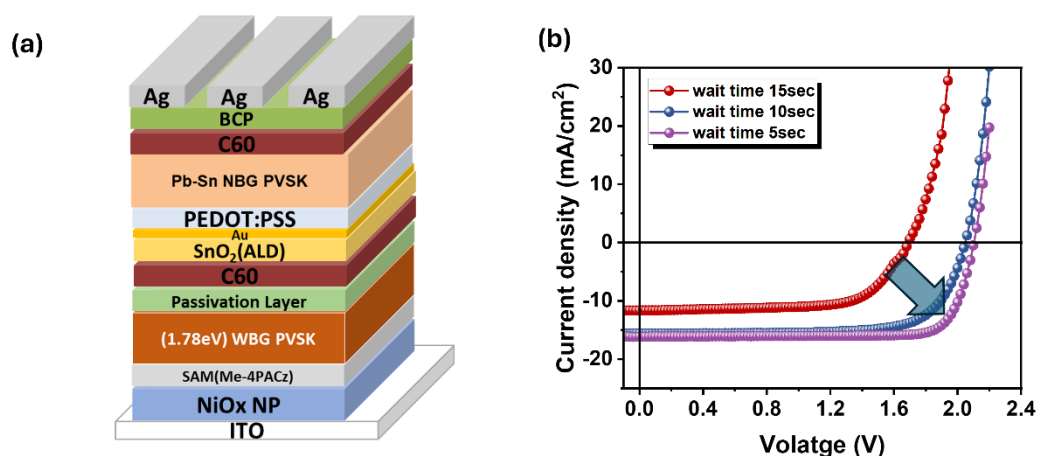 (a)
Ag Ag Ag
BCP
C60
Pb-Sn NBG PVSK
PEDOT:PSS
Au
SnO2(ALD)
C60
Passivation Layer
(1.78eV) WBG PVSK
SAM(Me-4PACz)
NiOx NP
ITO
(b)
Current density (mA/cm²)
30
20
10
0
-10
-20
wait time 15sec
wait time 10sec
wait time 5sec
0.0 0.4 0.8 1.2 1.6 2.0 2.4
Volatge (V)